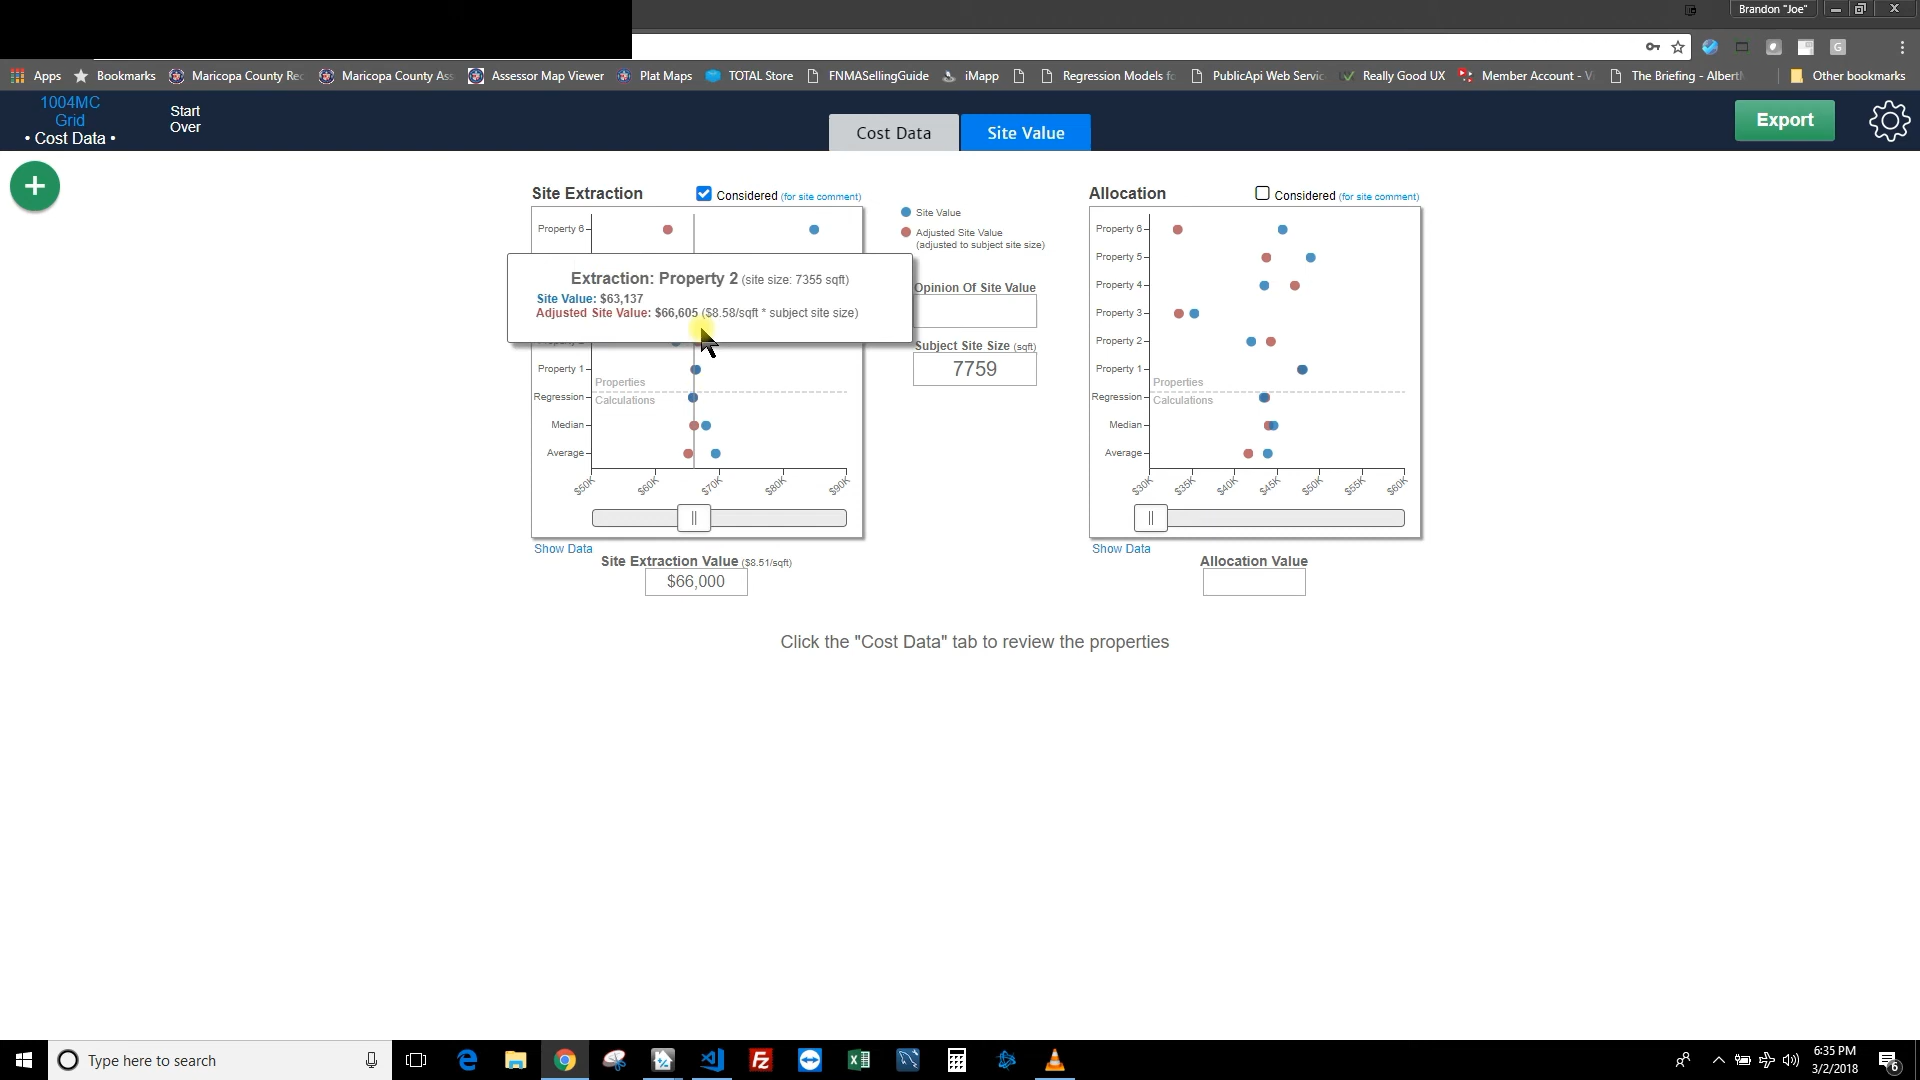 Brandon "Joe"
Apps
Bookmarks
Maricopa County Rec
Maricopa County Ass
Assessor Map Viewer
Plat Maps
TOTAL Store
FNMASellingGuide
iMapp
Regression Models fo
PublicApi Web Servic
Really Good UX
Member Account - Vi
The Briefing - Albert
Other bookmarks
1004MC
Grid
• Cost Data •
Start
Over
Cost Data
Site Value
Export
+
Site Extraction
Considered (for site comment)
Property 6
Extraction: Property 2 (site size: 7355 sqft)
Site Value: $63,137
Adjusted Site Value: $66,605 ($8.58/sqft * subject site size)
Property 1
Properties
Regression
Calculations
Median
Average
$50K
$60K
$70K
$80K
$90K
Show Data
Site Extraction Value ($8.51/sqft)
$66,000
Site Value
Adjusted Site Value
(adjusted to subject site size)
Opinion Of Site Value
Subject Site Size (sqft)
7759
Allocation
Considered (for site comment)
Property 6
Property 5
Property 4
Property 3
Property 2
Property 1
Properties
Regression
Calculations
Median
Average
$30K
$35K
$40K
$45K
$50K
$55K
$60K
Show Data
Allocation Value
Click the "Cost Data" tab to review the properties
Type here to search
6:35 PM
3/2/2018
6